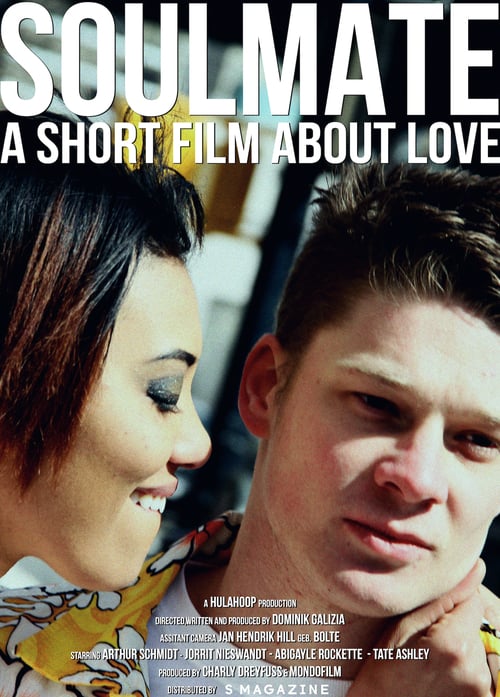 SOULMATE
A SHORT FILM ABOUT LOVE
A HULAHOOP PRODUCTION
DIRECTED,WRITTEN AND PRODUCED BY DOMINIK GALIZIA
ASSITANT CAMERA JAN HENDRIK HILL GEB. BOLTE
STARRING ARTHUR SCHMIDT- JORRIT NIESWANDT - ABIGAYLE ROCKETTE - TATE ASHLEY
PRODUCED BY CHARLY DREYFUSS & MONDOFILM
DISTRIBUTED BY S MAGAZINE